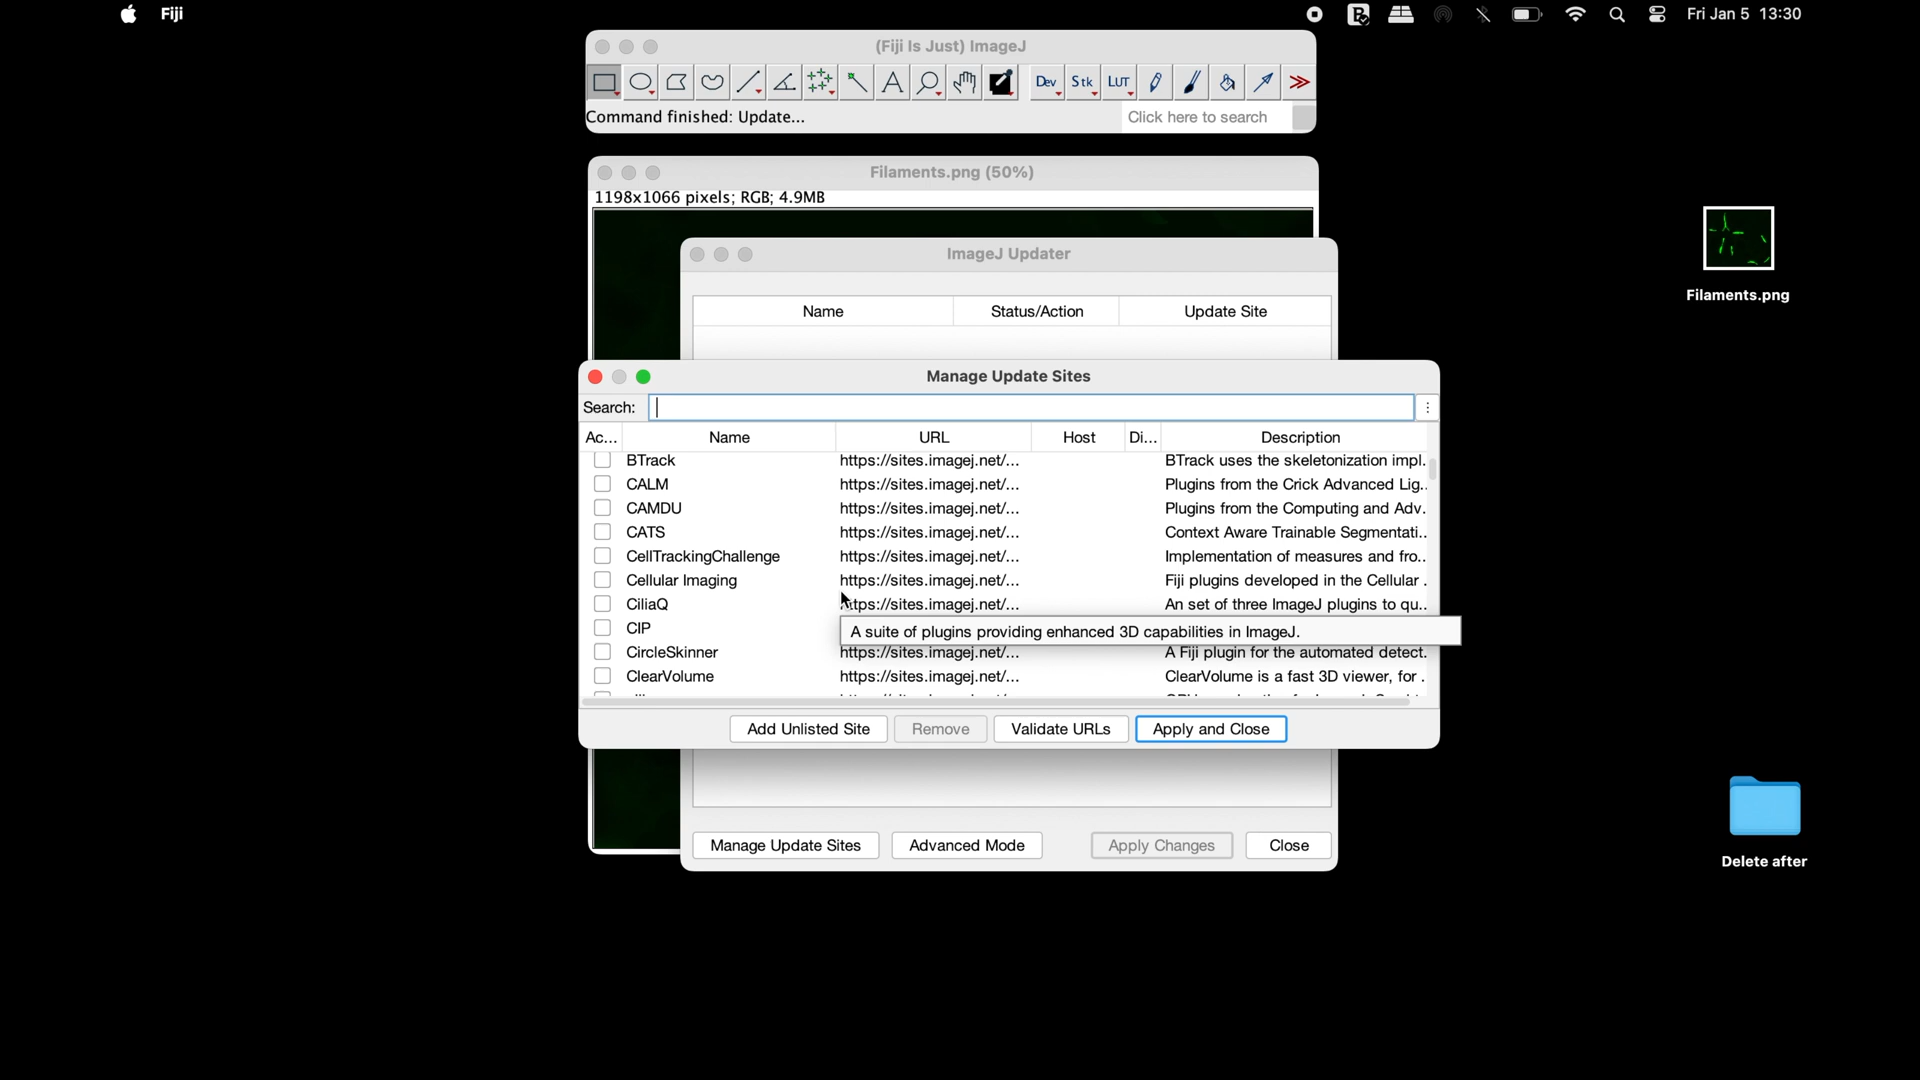 Fiji
Fri Jan 5 13:30
(Fiji Is Just) ImageJ
Dev Stk LUT
Command finished: Update...
Click here to search
Filaments.png (50%)
1198x1066 pixels; RGB; 4.9MB
Filaments.png
ImageJ Updater
Name Status/Action Update Site
Manage Update Sites
Search:
Ac... Name URL Host Di... Description
BTrack https://sites.imagej.net/... BTrack uses the skeletonization impl.
CALM https://sites.imagej.net/... Plugins from the Crick Advanced Lig..
CAMDU https://sites.imagej.net/... Plugins from the Computing and Adv.
CATS https://sites.imagej.net/... Context Aware Trainable Segmentati..
CellTrackingChallenge https://sites.imagej.net/... Implementation of measures and fro..
Cellular Imaging https://sites.imagej.net/... Fiji plugins developed in the Cellular .
CiliaQ https://sites.imagej.net/... An set of three ImageJ plugins to qu..
CIP
A suite of plugins providing enhanced 3D capabilities in ImageJ.
CircleSkinner https://sites.imagej.net/... A Fiji plugin for the automated detect.
ClearVolume https://sites.imagej.net/... ClearVolume is a fast 3D viewer, for .
Add Unlisted Site Remove Validate URLs Apply and Close
Manage Update Sites Advanced Mode Apply Changes Close
Delete after